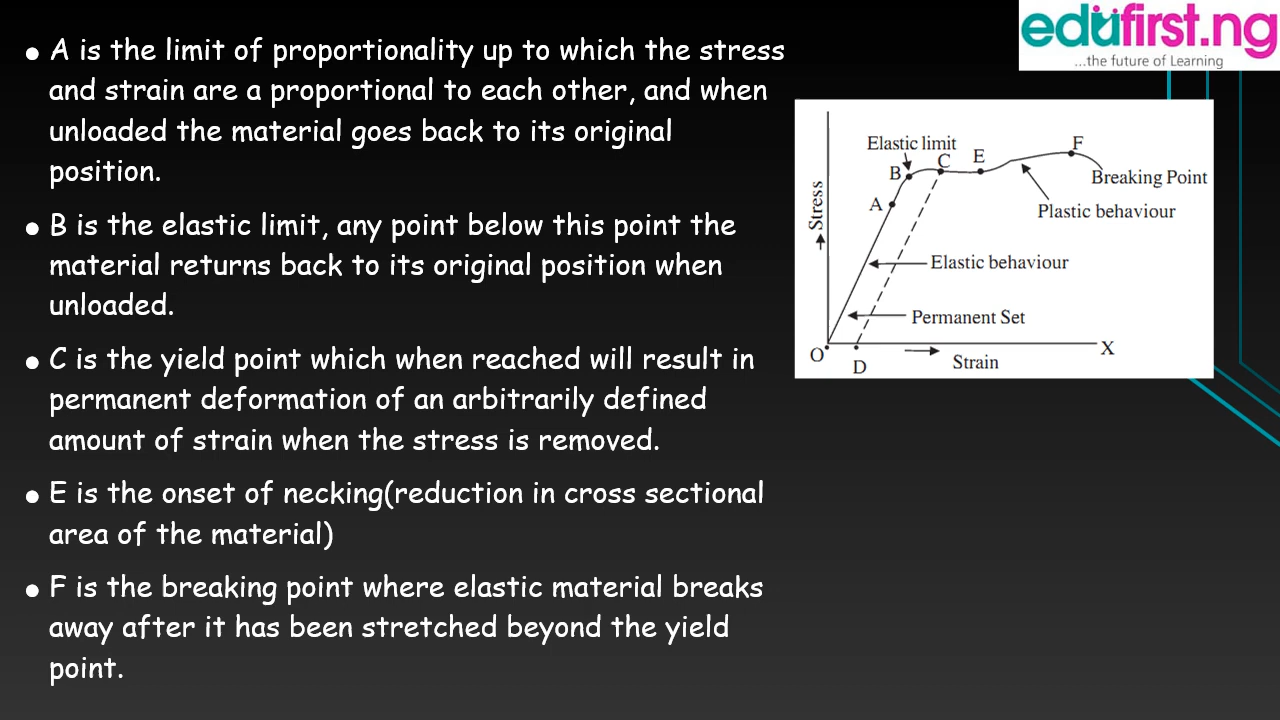 • A is the limit of proportionality up to which the stress
and strain are a proportional to each other, and when
unloaded the material goes back to its original
position.
• B is the elastic limit, any point below this point the
material returns back to its original position when
unloaded.
• C is the yield point which when reached will result in
permanent deformation of an arbitrarily defined
amount of strain when the stress is removed.
• E is the onset of necking(reduction in cross sectional
area of the material)
• F is the breaking point where elastic material breaks
away after it has been stretched beyond the yield
point.
edufirst.ng
...the future of Learning
Elastic limit
F
B
C
E
Breaking Point
A
Plastic behaviour
Stress
Elastic behaviour
Permanent Set
O
D
Strain
X